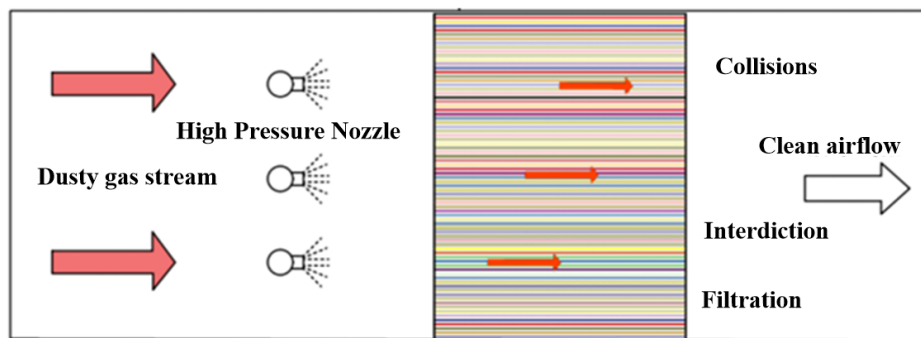 Collisions
High Pressure Nozzle
Clean airflow
Dusty gas stream
Interdiction
Filtration